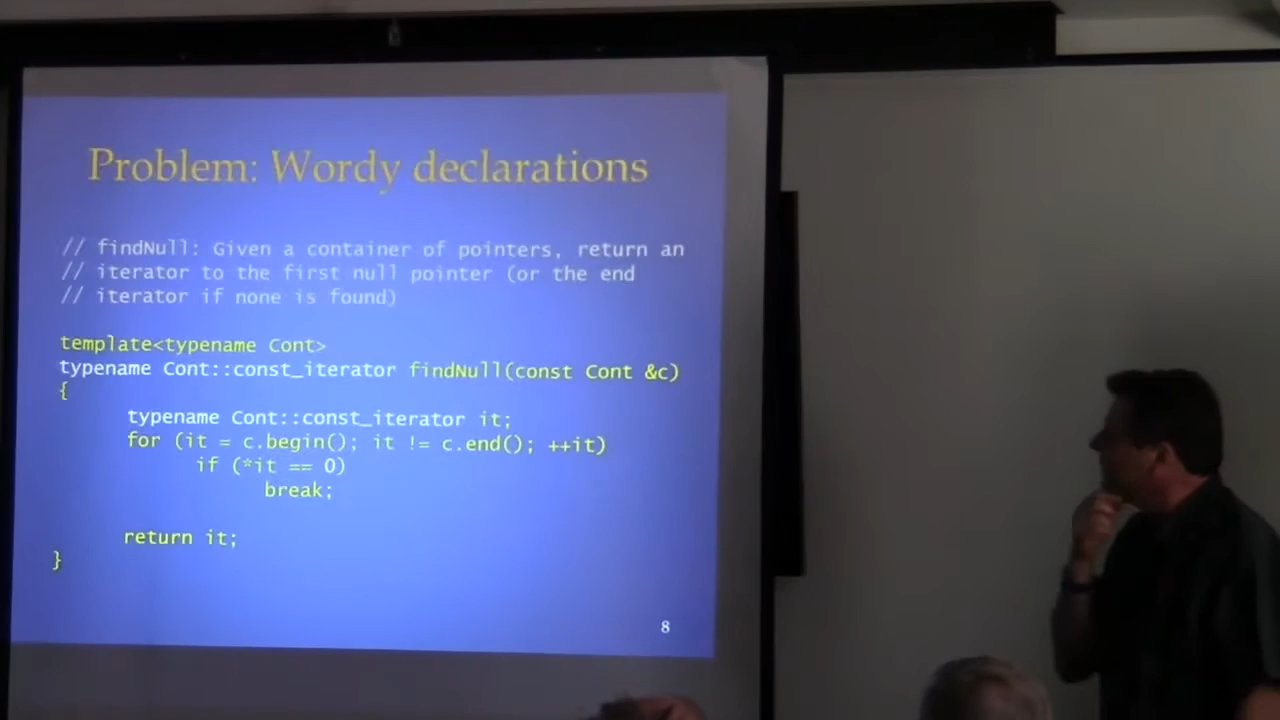 Problem: Wordy declarations
// findNull: Given a container of pointers, return an
// iterator to the first null pointer (or the end
// iterator if none is found)
template<typename Cont>
typename Cont::const_iterator findNull(const Cont &c)
{
typename Cont::const_iterator it;
for (it = c.begin(); it != c.end(); ++it)
if (*it == 0)
break;
return it;
}
8